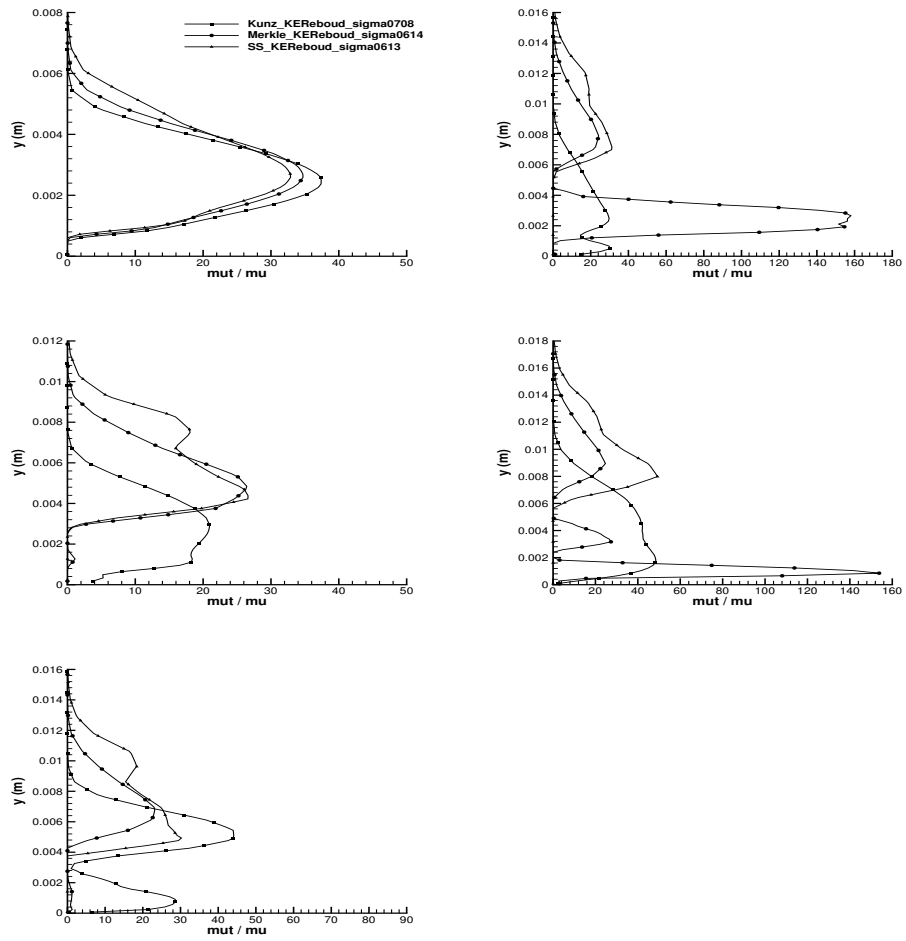 Kunz_KEReboud_sigma0708
Merkle_KEReboud_sigma0614
SS_KEReboud_sigma0613
y (m)
0.008
0.006
0.004
0.002
0
0 10 20 30 40 50
mut / mu
y (m)
0.016
0.014
0.012
0.01
0.008
0.006
0.004
0.002
0
0 20 40 60 80 100 120 140 160 180
mut / mu
y (m)
0.012
0.01
0.008
0.006
0.004
0.002
0
0 10 20 30 40 50
mut / mu
y (m)
0.018
0.016
0.014
0.012
0.01
0.008
0.006
0.004
0.002
0
0 20 40 60 80 100 120 140 160
mut / mu
y (m)
0.016
0.014
0.012
0.01
0.008
0.006
0.004
0.002
0
0 10 20 30 40 50 60 70 80 90
mut / mu